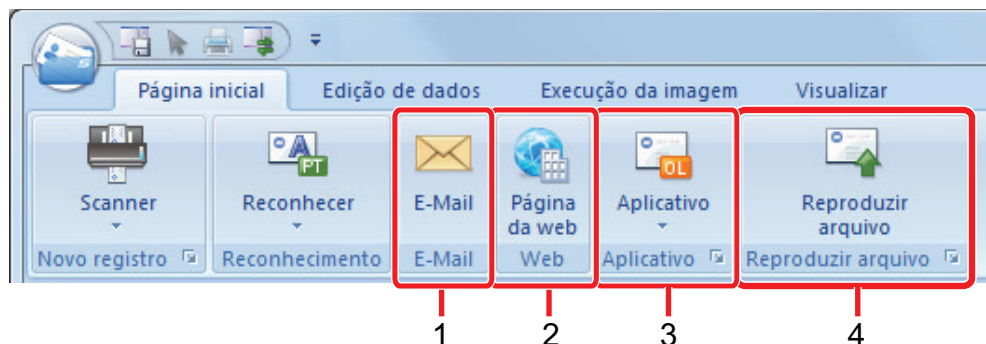 Página inicial Edição de dados Execução da imagem Visualizar
A
PT
OL
Scanner Reconhecer E-Mail Página Aplicativo Reproduzir
da web arquivo
Novo registro Reconhecimento E-Mail Web Aplicativo Reproduzir arquivo
1 2 3 4